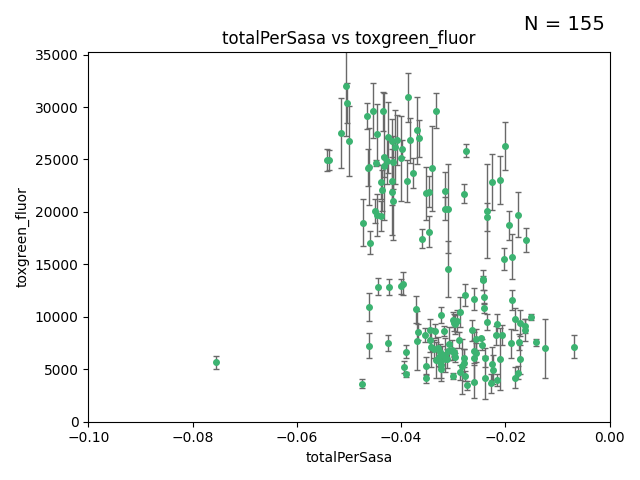 N = 155
totalPerSasa vs toxgreen_fluor
toxgreen_fluor
35000
30000
25000
20000
15000
10000
5000
0
−0.10 −0.08 −0.06 −0.04 −0.02 0.00
totalPerSasa